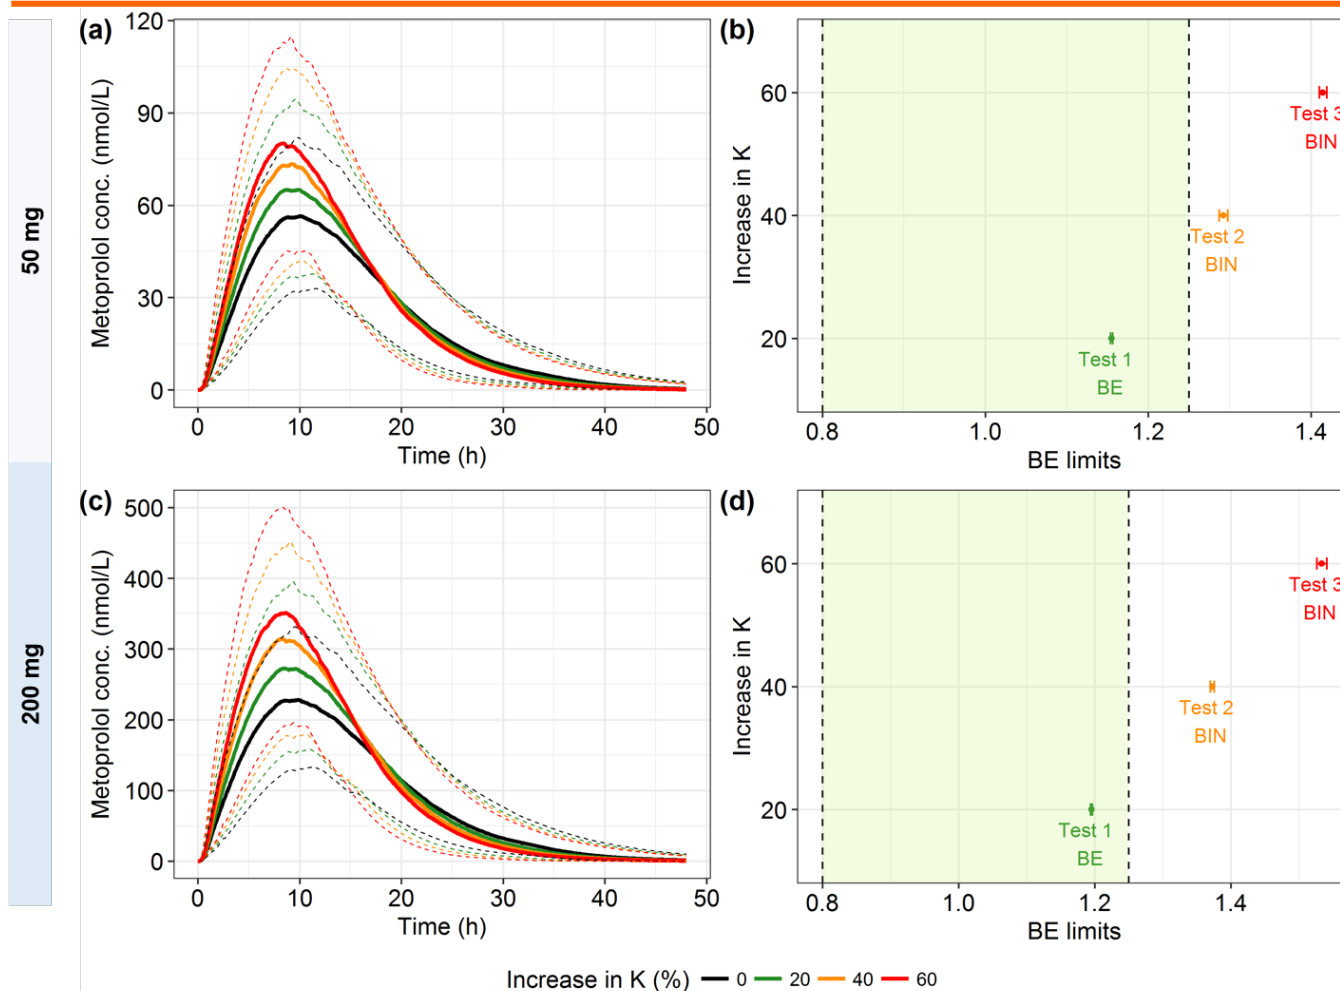 50 mg
(a)
Metoprolol conc. (nmol/L)
120
90
60
30
0
0 10 20 30 40 50
Time (h)
(b)
Increase in K
60
40
20
Test 3
BIN
Test 2
BIN
Test 1
BE
0.8 1.0 1.2 1.4
BE limits
200 mg
(c)
Metoprolol conc. (nmol/L)
500
400
300
200
100
0
0 10 20 30 40 50
Time (h)
(d)
Increase in K
60
40
20
Test 3
BIN
Test 2
BIN
Test 1
BE
0.8 1.0 1.2 1.4
BE limits
Increase in K (%) 0 20 40 60